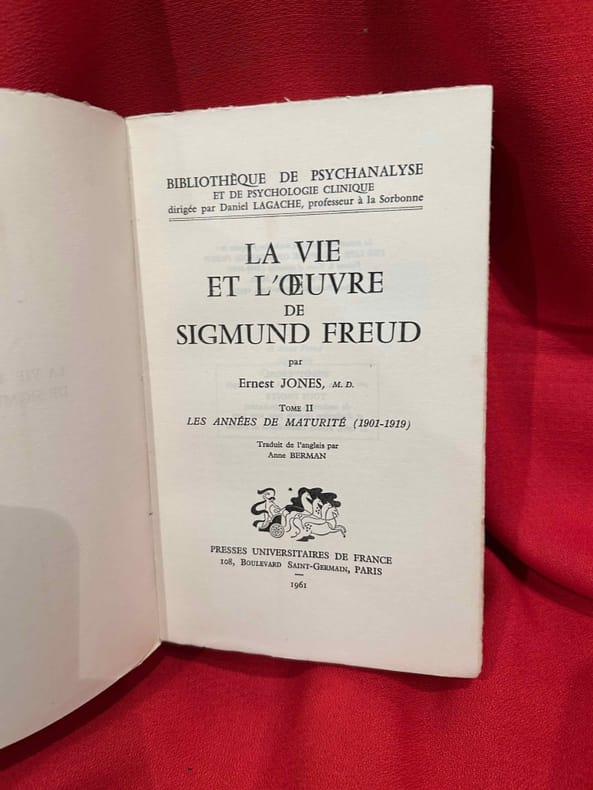 BIBLIOTHÈQUE DE PSYCHANALYSE
ET DE PSYCHOLOGIE CLINIQUE
dirigée par Daniel LAGACHE, professeur à la Sorbonne
LA VIE
ET L'ŒUVRE
DE
SIGMUND FREUD
par
Ernest JONES, M. D.
TOME II
LES ANNÉES DE MATURITÉ (1901-1919)
Traduit de l'anglais par
Anne BERMAN
PRESSES UNIVERSITAIRES DE FRANCE
108, BOULEVARD SAINT-GERMAIN, PARIS
—
1961